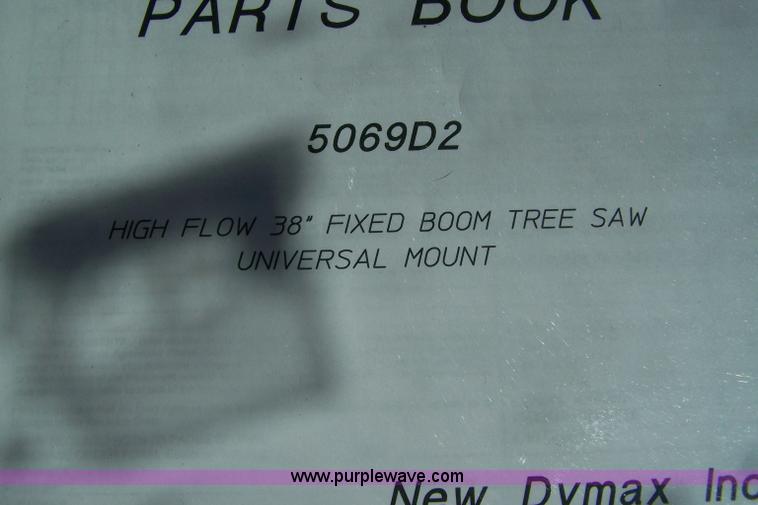 PARTS BOOK
5069D2
HIGH FLOW 38" FIXED BOOM TREE SAW
UNIVERSAL MOUNT
www.purplewave.com
New Dymax Inc